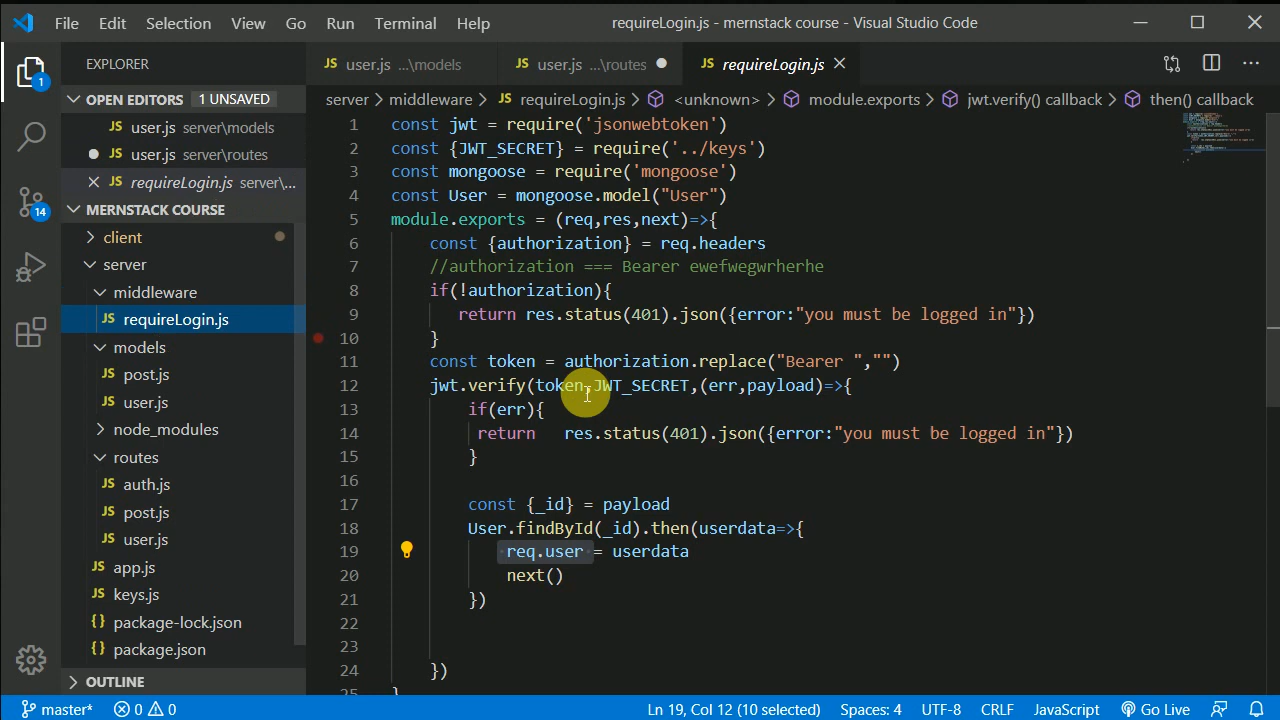 File Edit Selection View Go Run Terminal Help requireLogin.js - mernstack course - Visual Studio Code
EXPLORER
JS user.js ...\models JS user.js ...\routes JS requireLogin.js
OPEN EDITORS 1 UNSAVED
JS user.js server\models
JS user.js server\routes
JS requireLogin.js server\...
MERNSTACK COURSE
client
server
middleware
JS requireLogin.js
models
JS post.js
JS user.js
node_modules
routes
JS auth.js
JS post.js
JS user.js
JS app.js
JS keys.js
{} package-lock.json
{} package.json
OUTLINE
1
14
server > middleware > JS requireLogin.js > <unknown> > module.exports > jwt.verify() callback > then() callback
1 const jwt = require('jsonwebtoken')
2 const {JWT_SECRET} = require('../keys')
3 const mongoose = require('mongoose')
4 const User = mongoose.model("User")
5 module.exports = (req,res,next)=>{
6 const {authorization} = req.headers
7 //authorization === Bearer ewefwegwrherhe
8 if(!authorization){
9 return res.status(401).json({error:"you must be logged in"})
10 }
11 const token = authorization.replace("Bearer ","")
12 jwt.verify(token,JWT_SECRET,(err,payload)=>{
13 if(err){
14 return res.status(401).json({error:"you must be logged in"})
15 }
16
17 const {_id} = payload
18 User.findById(_id).then(userdata=>{
19 req.user = userdata
20 next()
21 })
22
23
24 })
25 }
master* 0 0 Ln 19, Col 12 (10 selected) Spaces: 4 UTF-8 CRLF JavaScript Go Live